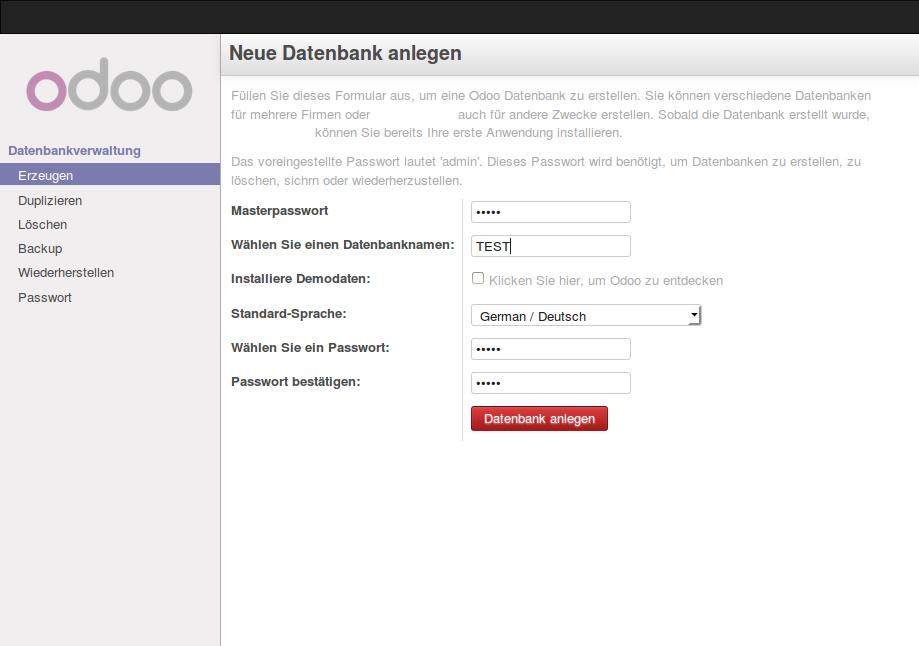 odoo
Datenbankverwaltung
Erzeugen
Duplizieren
Löschen
Backup
Wiederherstellen
Passwort
Neue Datenbank anlegen
Füllen Sie dieses Formular aus, um eine Odoo Datenbank zu erstellen. Sie können verschiedene Datenbanken
für mehrere Firmen oder auch für andere Zwecke erstellen. Sobald die Datenbank erstellt wurde,
können Sie bereits Ihre erste Anwendung installieren.
Das voreingestellte Passwort lautet 'admin'. Dieses Passwort wird benötigt, um Datenbanken zu erstellen, zu
löschen, sichrn oder wiederherzustellen.
Masterpasswort •••••
Wählen Sie einen Datenbanknamen: TEST
Installiere Demodaten: Klicken Sie hier, um Odoo zu entdecken
Standard-Sprache: German / Deutsch
Wählen Sie ein Passwort: •••••
Passwort bestätigen: •••••
Datenbank anlegen